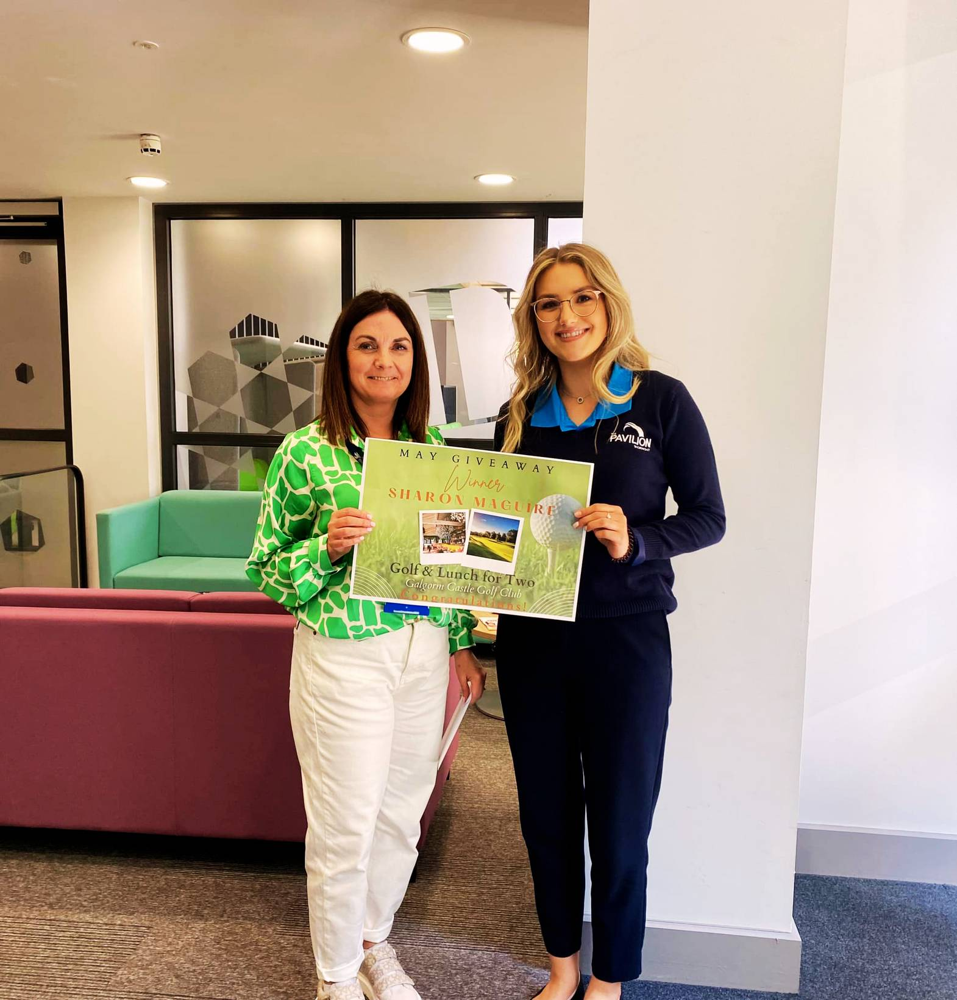 MAY GIVEAWAY
Winner
SHARON MAGUIRE
Golf & Lunch for Two
Galgorm Castle Golf Club
Congratulations!
PAVILION